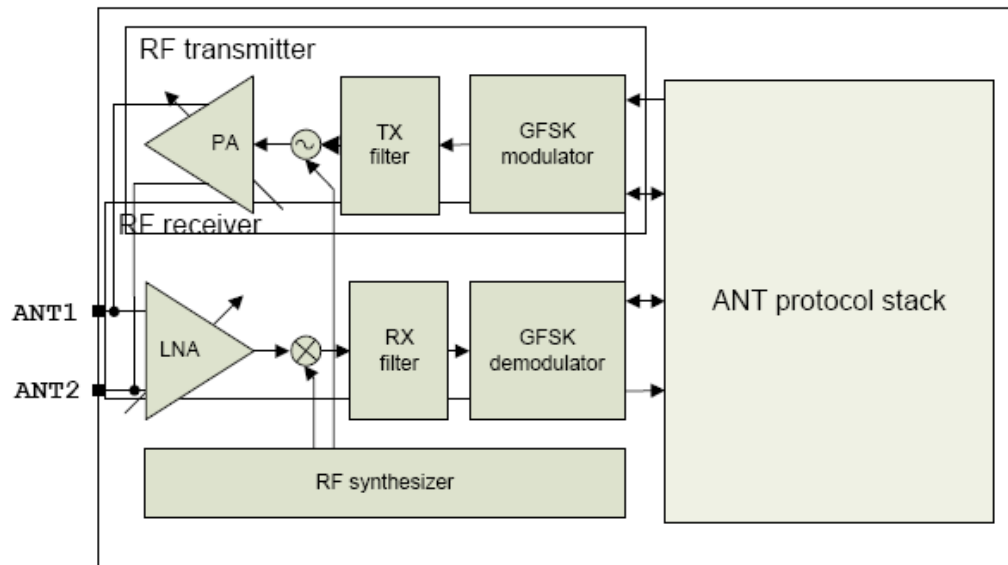 RF transmitter
PA
TX
filter
GFSK
modulator
RF receiver
ANT1
ANT2
LNA
RX
filter
GFSK
demodulator
ANT protocol stack
RF synthesizer